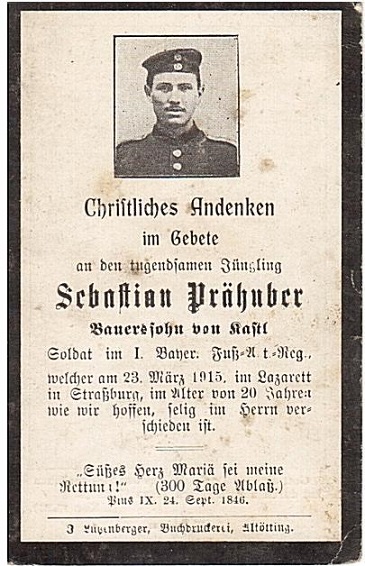 Christliches Andenken
im Gebete
an den tugendsamen Jüngling
Sebastian Prähuber
Bauerssohn von Kastl
Soldat im I. Bayer. Fuß-A t.-Reg.,
welcher am 23. März 1915, im Lazarett
in Straßburg, im Alter von 20 Jahren
wie wir hoffen, selig im Herrn ver-
schieden ist.
„Süßes Herz Mariä sei meine
Rettun !" (300 Tage Ablaß.)
Pius IX. 24. Sept. 1846.
J Lutzenberger, Buchdruckerei, Altötting.